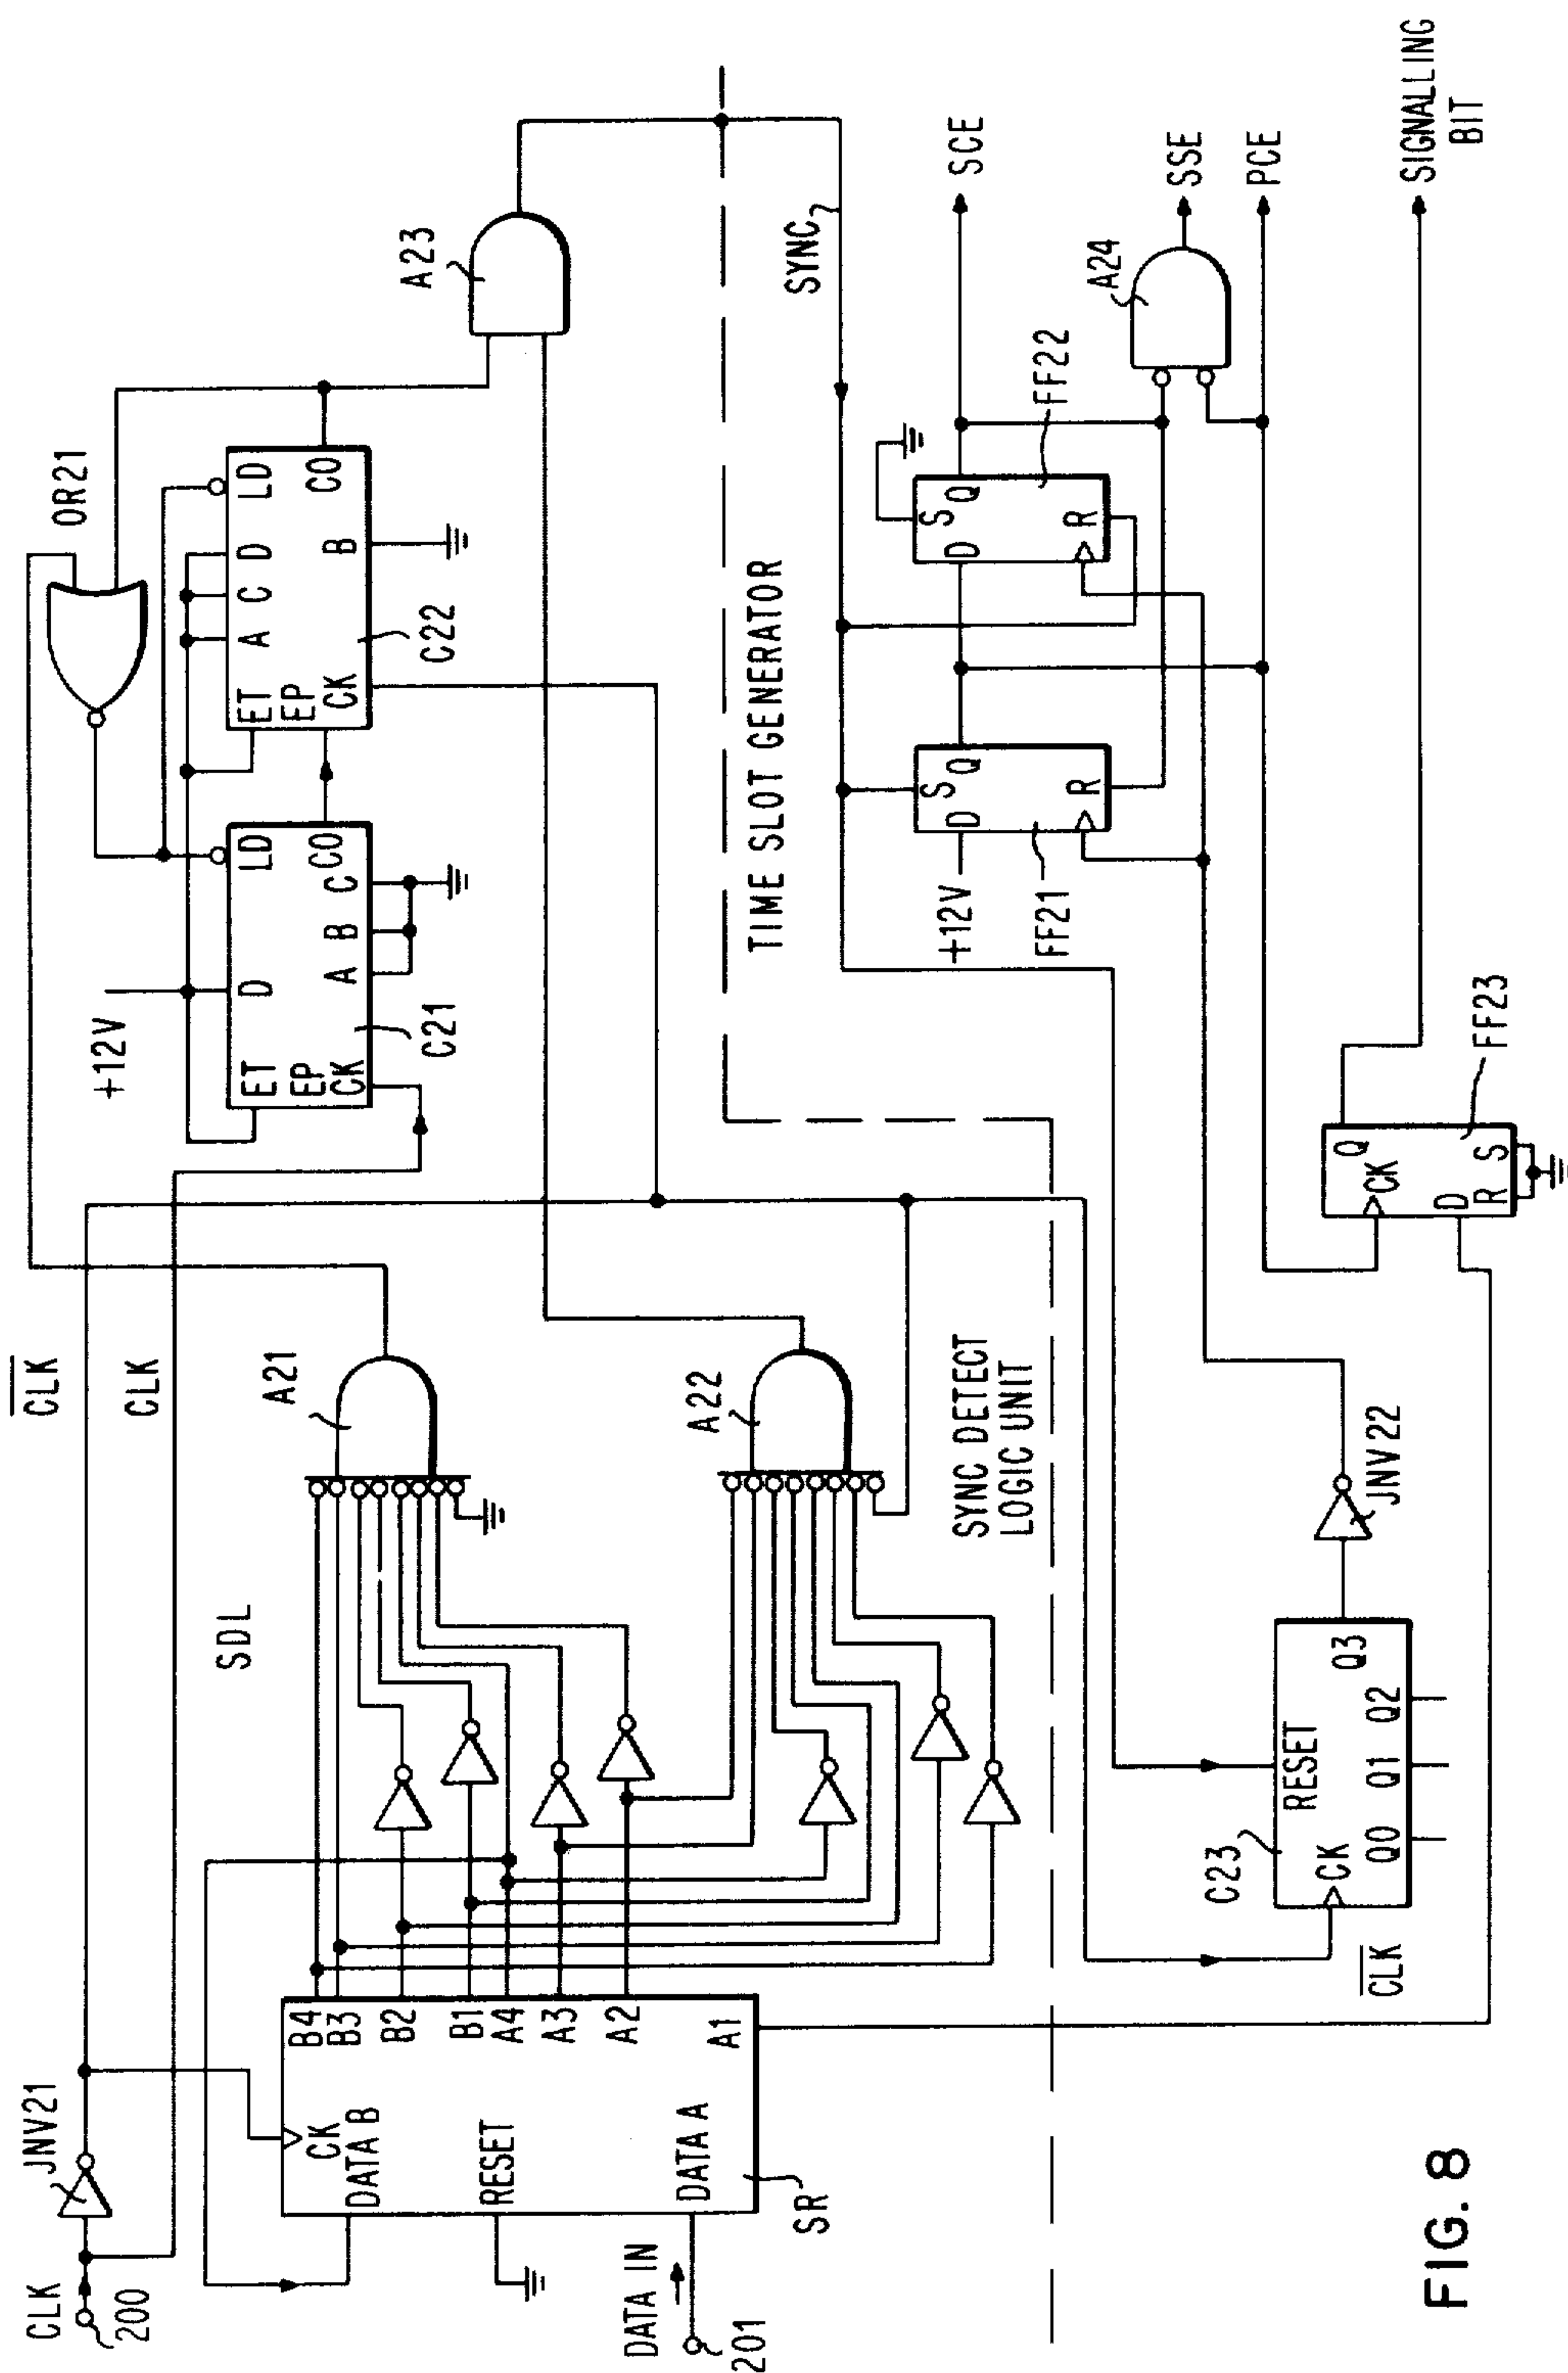 CLK
200
JNV21
CLK
CLK
SDL
CK
DATA B
RESET
DATA A
B4
B3
B2
B1
A4
A3
A2
A1
SR
DATA IN
201
A21
A22
SYNC DETECT
LOGIC UNIT
+12V
ET
EP
CK
D
A
B
C
LD
CO
C21
ET
EP
CK
A
C
D
B
LD
CO
C22
OR21
A23
TIME SLOT GENERATOR
SYNC
+12V
D
S
Q
R
FF21
D
S
Q
R
FF22
SCE
A24
SSE
PCE
SIGNALLING
BIT
C23
CLK
CK
RESET
Q0
Q1
Q2
Q3
JNV22
CK
Q
D
R
S
FF23
FIG. 8